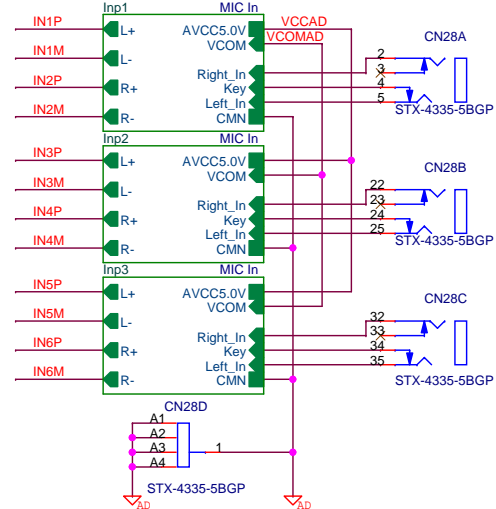 Inp1 MIC In
IN1P L+ AVCC5.0V VCCAD
VCOM VCOMAD
CN28A
IN1M L- 2
Right_In 3
IN2P R+ Key 4
Left_In 5
IN2M R- CMN STX-4335-5BGP
Inp2 MIC In
IN3P L+ AVCC5.0V
VCOM CN28B
IN3M L- 22
Right_In 23
IN4P R+ Key 24
Left_In 25
IN4M R- CMN STX-4335-5BGP
Inp3 MIC In
IN5P L+ AVCC5.0V CN28C
VCOM
IN5M L- 32
Right_In 33
IN6P R+ Key 34
Left_In 35
IN6M R- CMN STX-4335-5BGP
CN28D
A1
A2
A3 1
A4
STX-4335-5BGP
AD AD